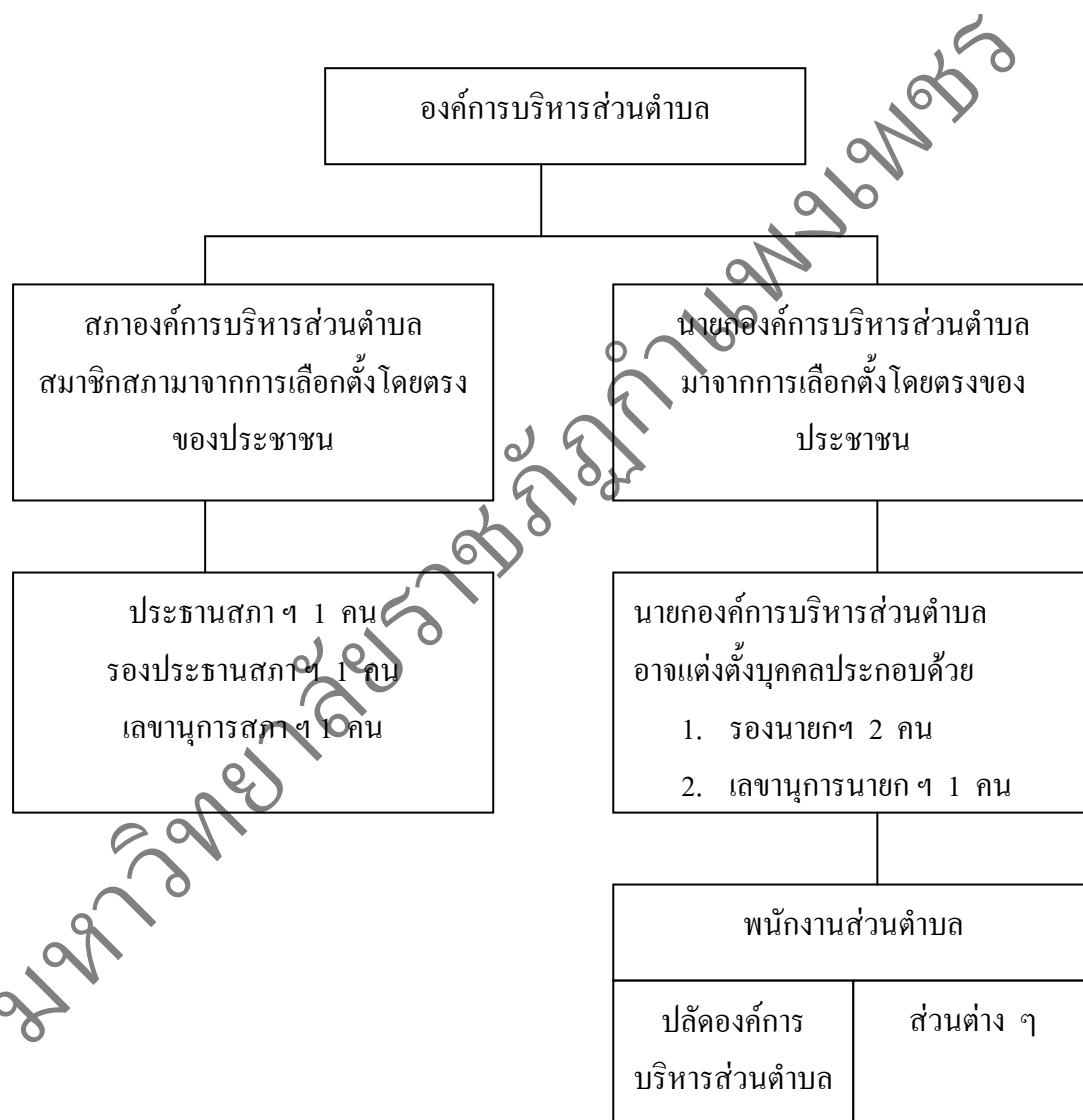 องค์การบริหารส่วนตำบล
สภาองค์การบริหารส่วนตำบล
สมาชิกสภามาจากการเลือกตั้งโดยตรง
ของประชาชน
นายกองค์การบริหารส่วนตำบล
มาจากการเลือกตั้งโดยตรงของ
ประชาชน
ประธานสภา ฯ 1 คน
รองประธานสภา ฯ 1 คน
เลขานุการสภา ฯ 1 คน
นายกองค์การบริหารส่วนตำบล
อาจแต่งตั้งบุคคลประกอบด้วย
1. รองนายกฯ 2 คน
2. เลขานุการนายก ฯ 1 คน
พนักงานส่วนตำบล
ปลัดองค์การ
บริหารส่วนตำบล
ส่วนต่าง ๆ
มหาวิทยาลัยราชภัฏกำแพงเพชร